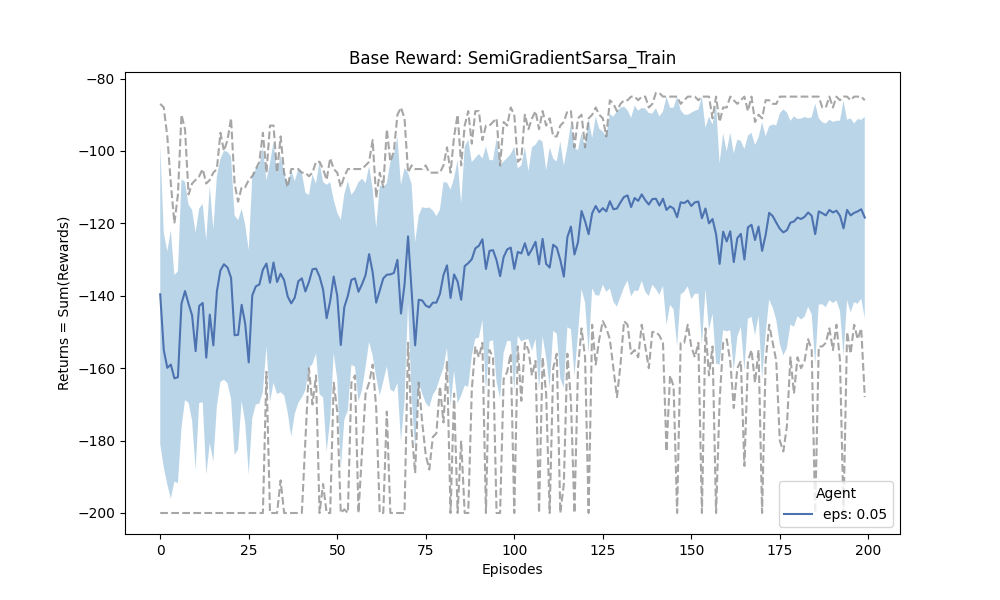 Base Reward: SemiGradientSarsa_Train
Returns = Sum(Rewards)
−80
−100
−120
−140
−160
−180
−200
0 25 50 75 100 125 150 175 200
Episodes
Agent
eps: 0.05